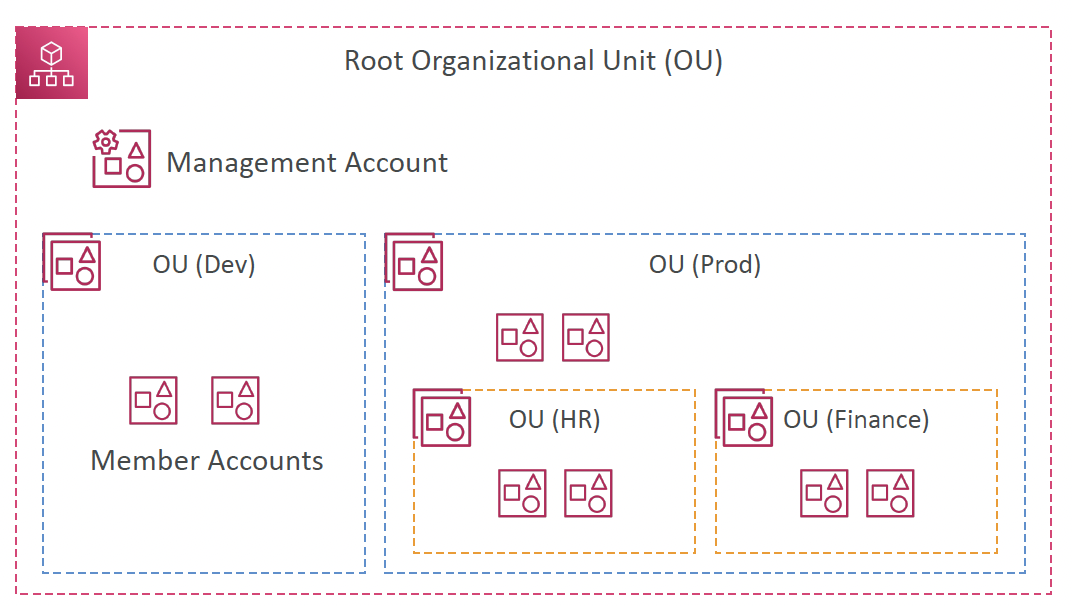 Root Organizational Unit (OU)
Management Account
OU (Dev)
OU (Prod)
Member Accounts
OU (HR)
OU (Finance)